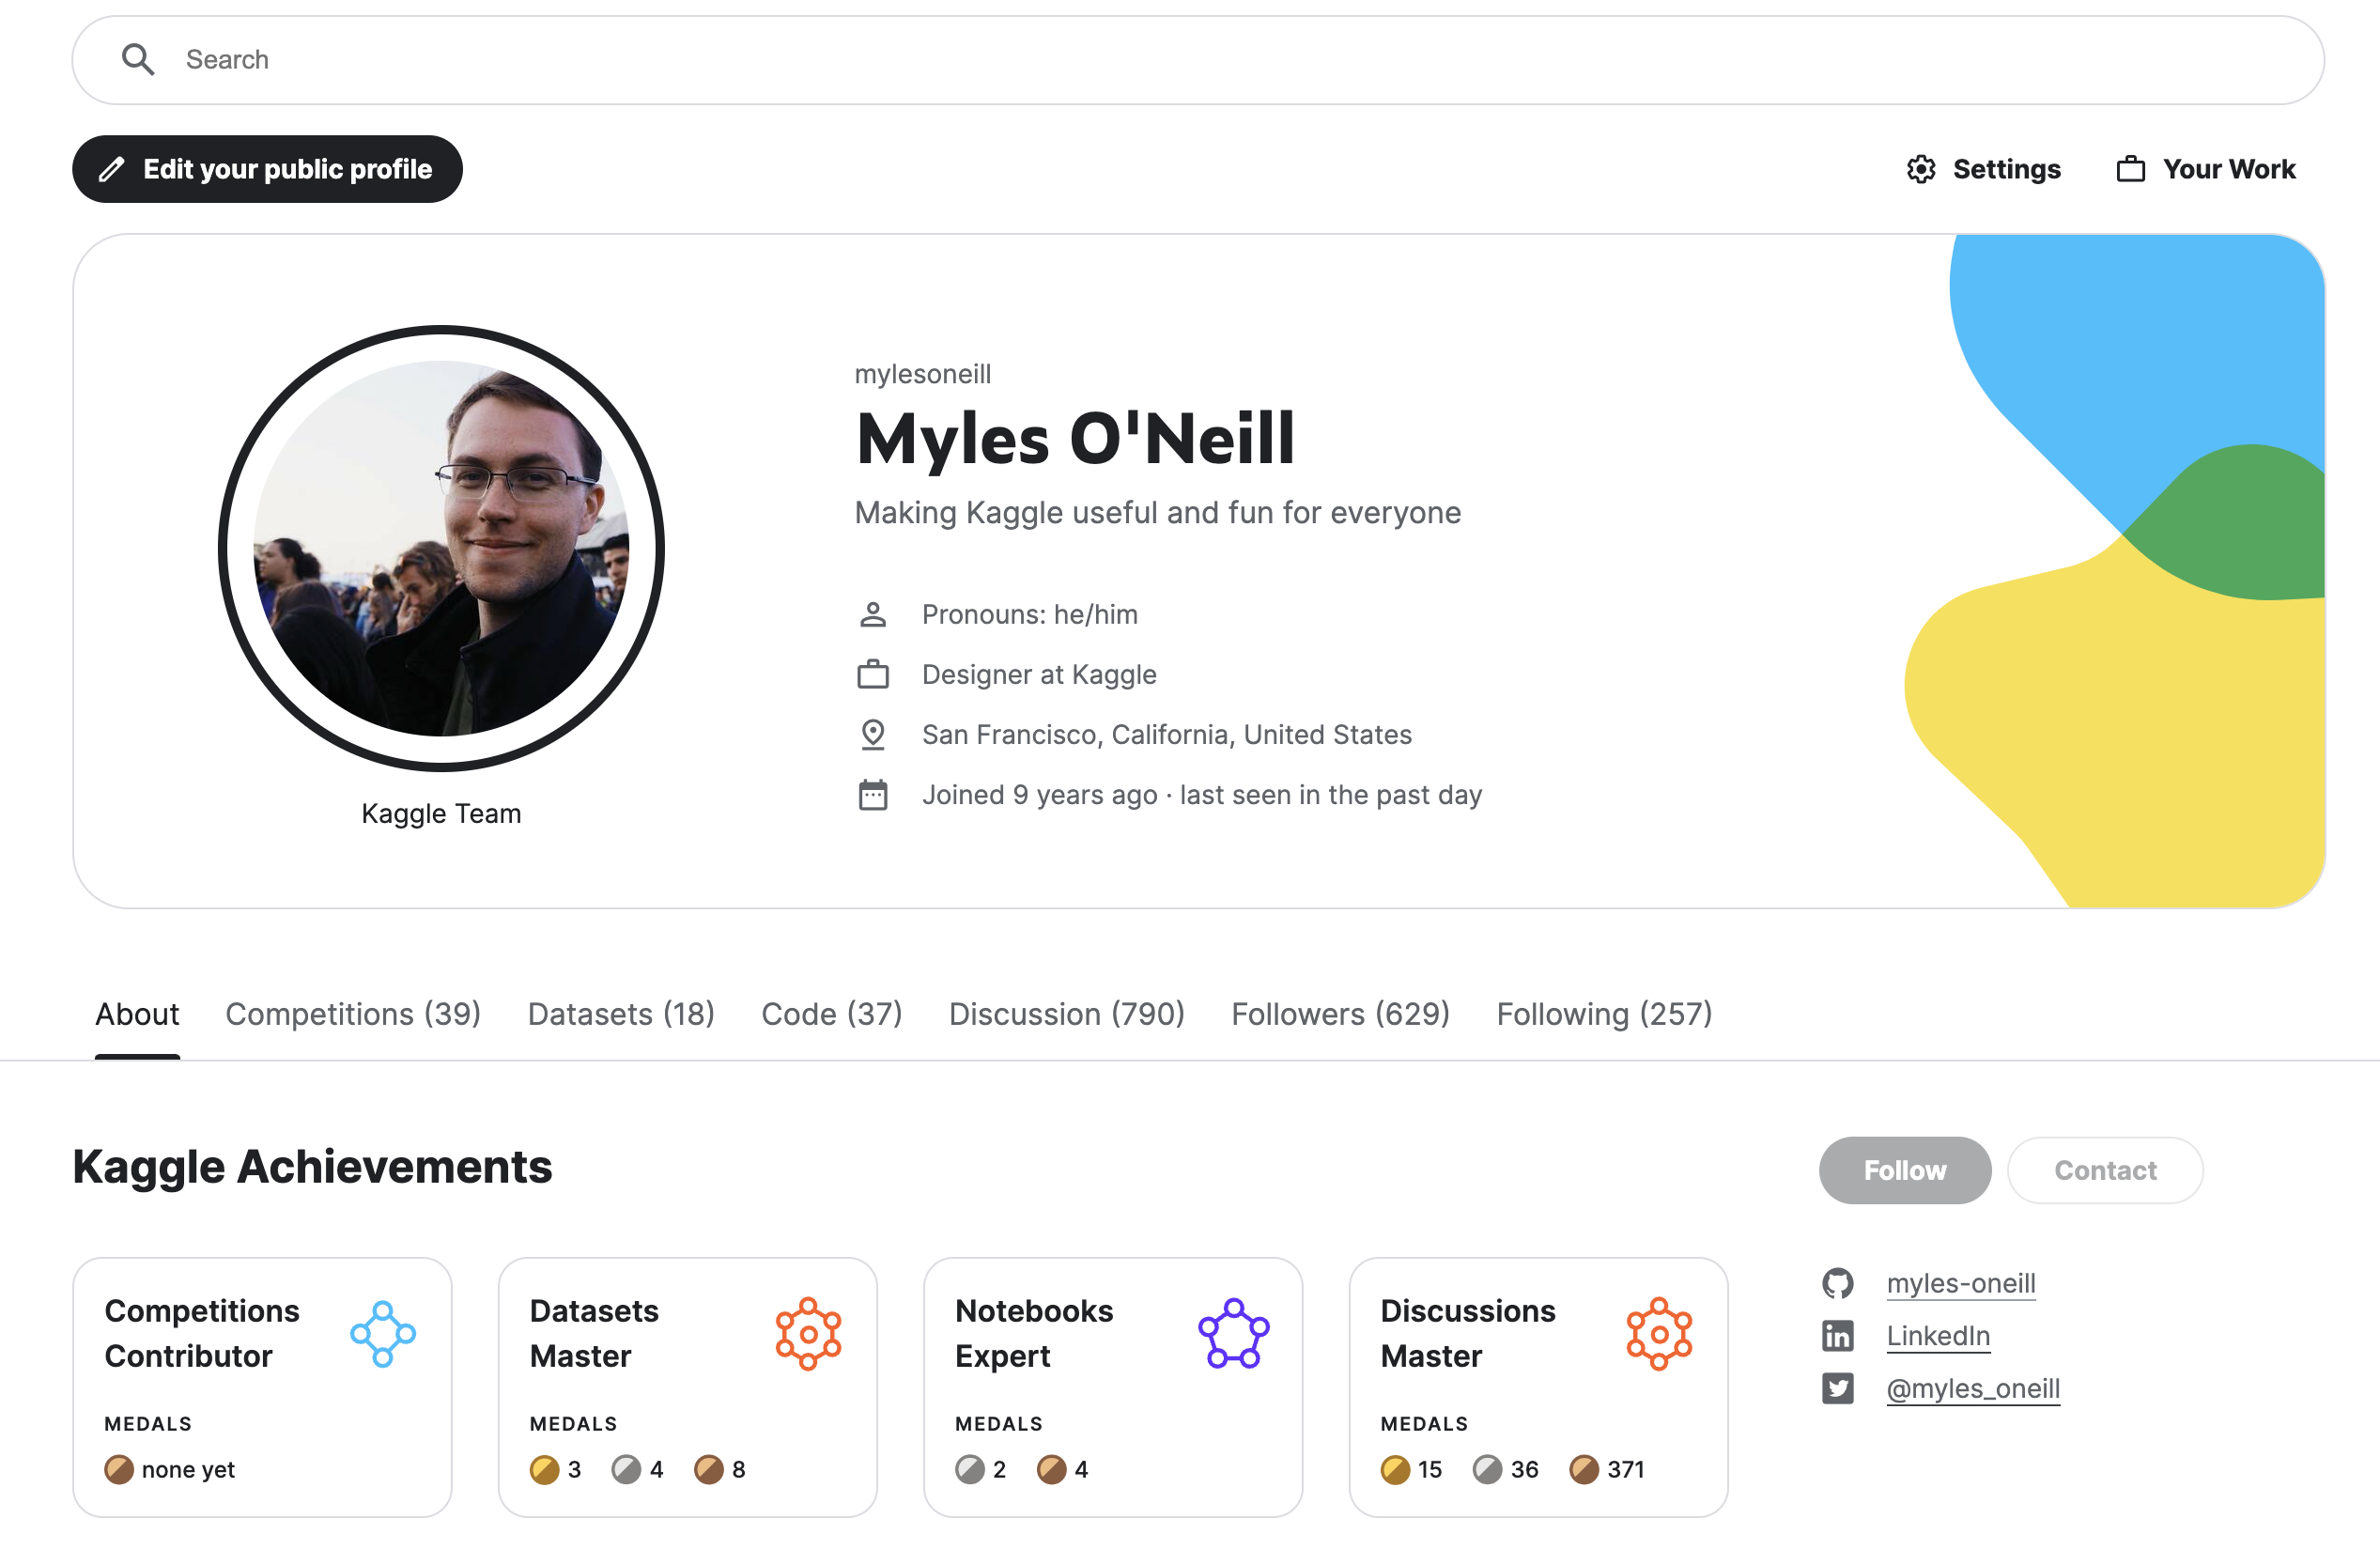 Search
Edit your public profile
Settings
Your Work
mylesoneill
Myles O'Neill
Making Kaggle useful and fun for everyone
Pronouns: he/him
Designer at Kaggle
San Francisco, California, United States
Joined 9 years ago · last seen in the past day
Kaggle Team
About Competitions (39) Datasets (18) Code (37) Discussion (790) Followers (629) Following (257)
Kaggle Achievements
Follow
Contact
Competitions
Contributor
MEDALS
none yet
Datasets
Master
MEDALS
3 4 8
Notebooks
Expert
MEDALS
2 4
Discussions
Master
MEDALS
15 36 371
myles-oneill
in LinkedIn
@myles_oneill